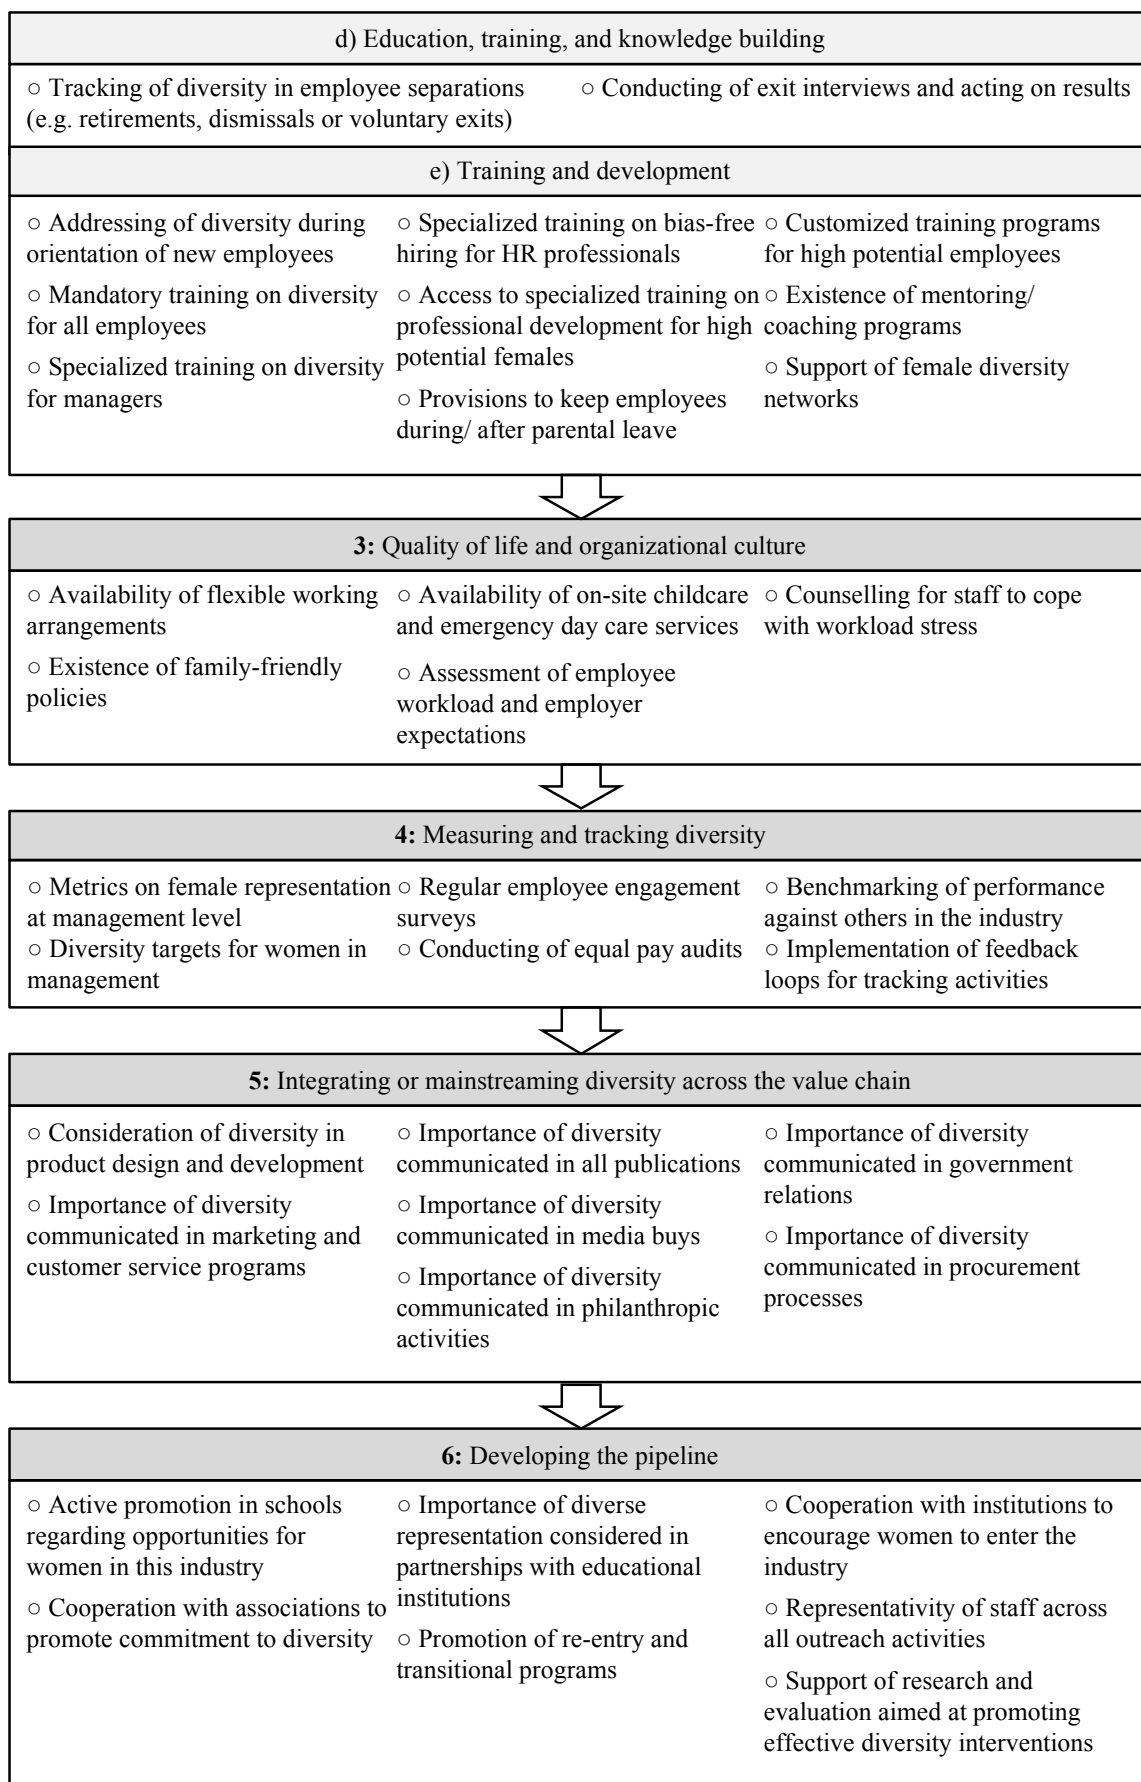 d) Education, training, and knowledge building
○ Tracking of diversity in employee separations
(e.g. retirements, dismissals or voluntary exits)
○ Conducting of exit interviews and acting on results
e) Training and development
○ Addressing of diversity during
orientation of new employees
○ Mandatory training on diversity
for all employees
○ Specialized training on diversity
for managers
○ Specialized training on bias-free
hiring for HR professionals
○ Access to specialized training on
professional development for high
potential females
○ Provisions to keep employees
during/ after parental leave
○ Customized training programs
for high potential employees
○ Existence of mentoring/
coaching programs
○ Support of female diversity
networks
3: Quality of life and organizational culture
○ Availability of flexible working
arrangements
○ Existence of family-friendly
policies
○ Availability of on-site childcare
and emergency day care services
○ Assessment of employee
workload and employer
expectations
○ Counselling for staff to cope
with workload stress
4: Measuring and tracking diversity
○ Metrics on female representation
at management level
○ Diversity targets for women in
management
○ Regular employee engagement
surveys
○ Conducting of equal pay audits
○ Benchmarking of performance
against others in the industry
○ Implementation of feedback
loops for tracking activities
5: Integrating or mainstreaming diversity across the value chain
○ Consideration of diversity in
product design and development
○ Importance of diversity
communicated in marketing and
customer service programs
○ Importance of diversity
communicated in all publications
○ Importance of diversity
communicated in media buys
○ Importance of diversity
communicated in philanthropic
activities
○ Importance of diversity
communicated in government
relations
○ Importance of diversity
communicated in procurement
processes
6: Developing the pipeline
○ Active promotion in schools
regarding opportunities for
women in this industry
○ Cooperation with associations to
promote commitment to diversity
○ Importance of diverse
representation considered in
partnerships with educational
institutions
○ Promotion of re-entry and
transitional programs
○ Cooperation with institutions to
encourage women to enter the
industry
○ Representativity of staff across
all outreach activities
○ Support of research and
evaluation aimed at promoting
effective diversity interventions